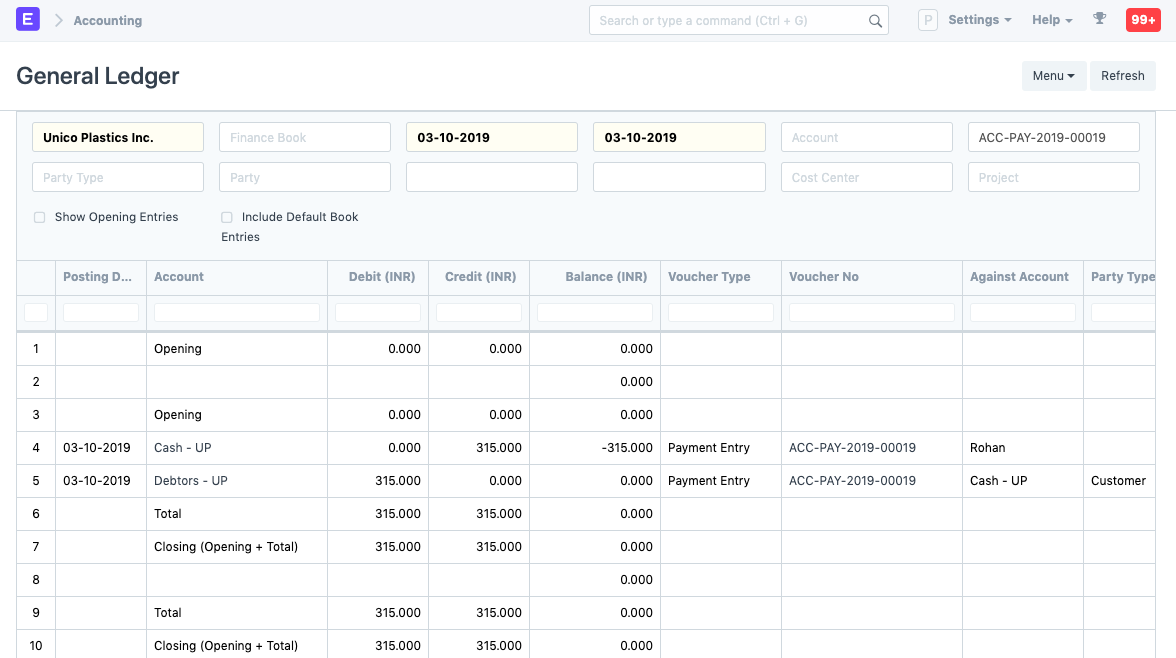 E Accounting Search or type a command (Ctrl + G) P Settings Help 99+
General Ledger Menu Refresh
Unico Plastics Inc. Finance Book 03-10-2019 03-10-2019 Account ACC-PAY-2019-00019
Party Type Party Cost Center Project
Show Opening Entries Include Default Book
Entries
Posting D... Account Debit (INR) Credit (INR) Balance (INR) Voucher Type Voucher No Against Account Party Type
1 Opening 0.000 0.000 0.000
2 0.000
3 Opening 0.000 0.000 0.000
4 03-10-2019 Cash - UP 0.000 315.000 -315.000 Payment Entry ACC-PAY-2019-00019 Rohan
5 03-10-2019 Debtors - UP 315.000 0.000 0.000 Payment Entry ACC-PAY-2019-00019 Cash - UP Customer
6 Total 315.000 315.000 0.000
7 Closing (Opening + Total) 315.000 315.000 0.000
8 0.000
9 Total 315.000 315.000 0.000
10 Closing (Opening + Total) 315.000 315.000 0.000